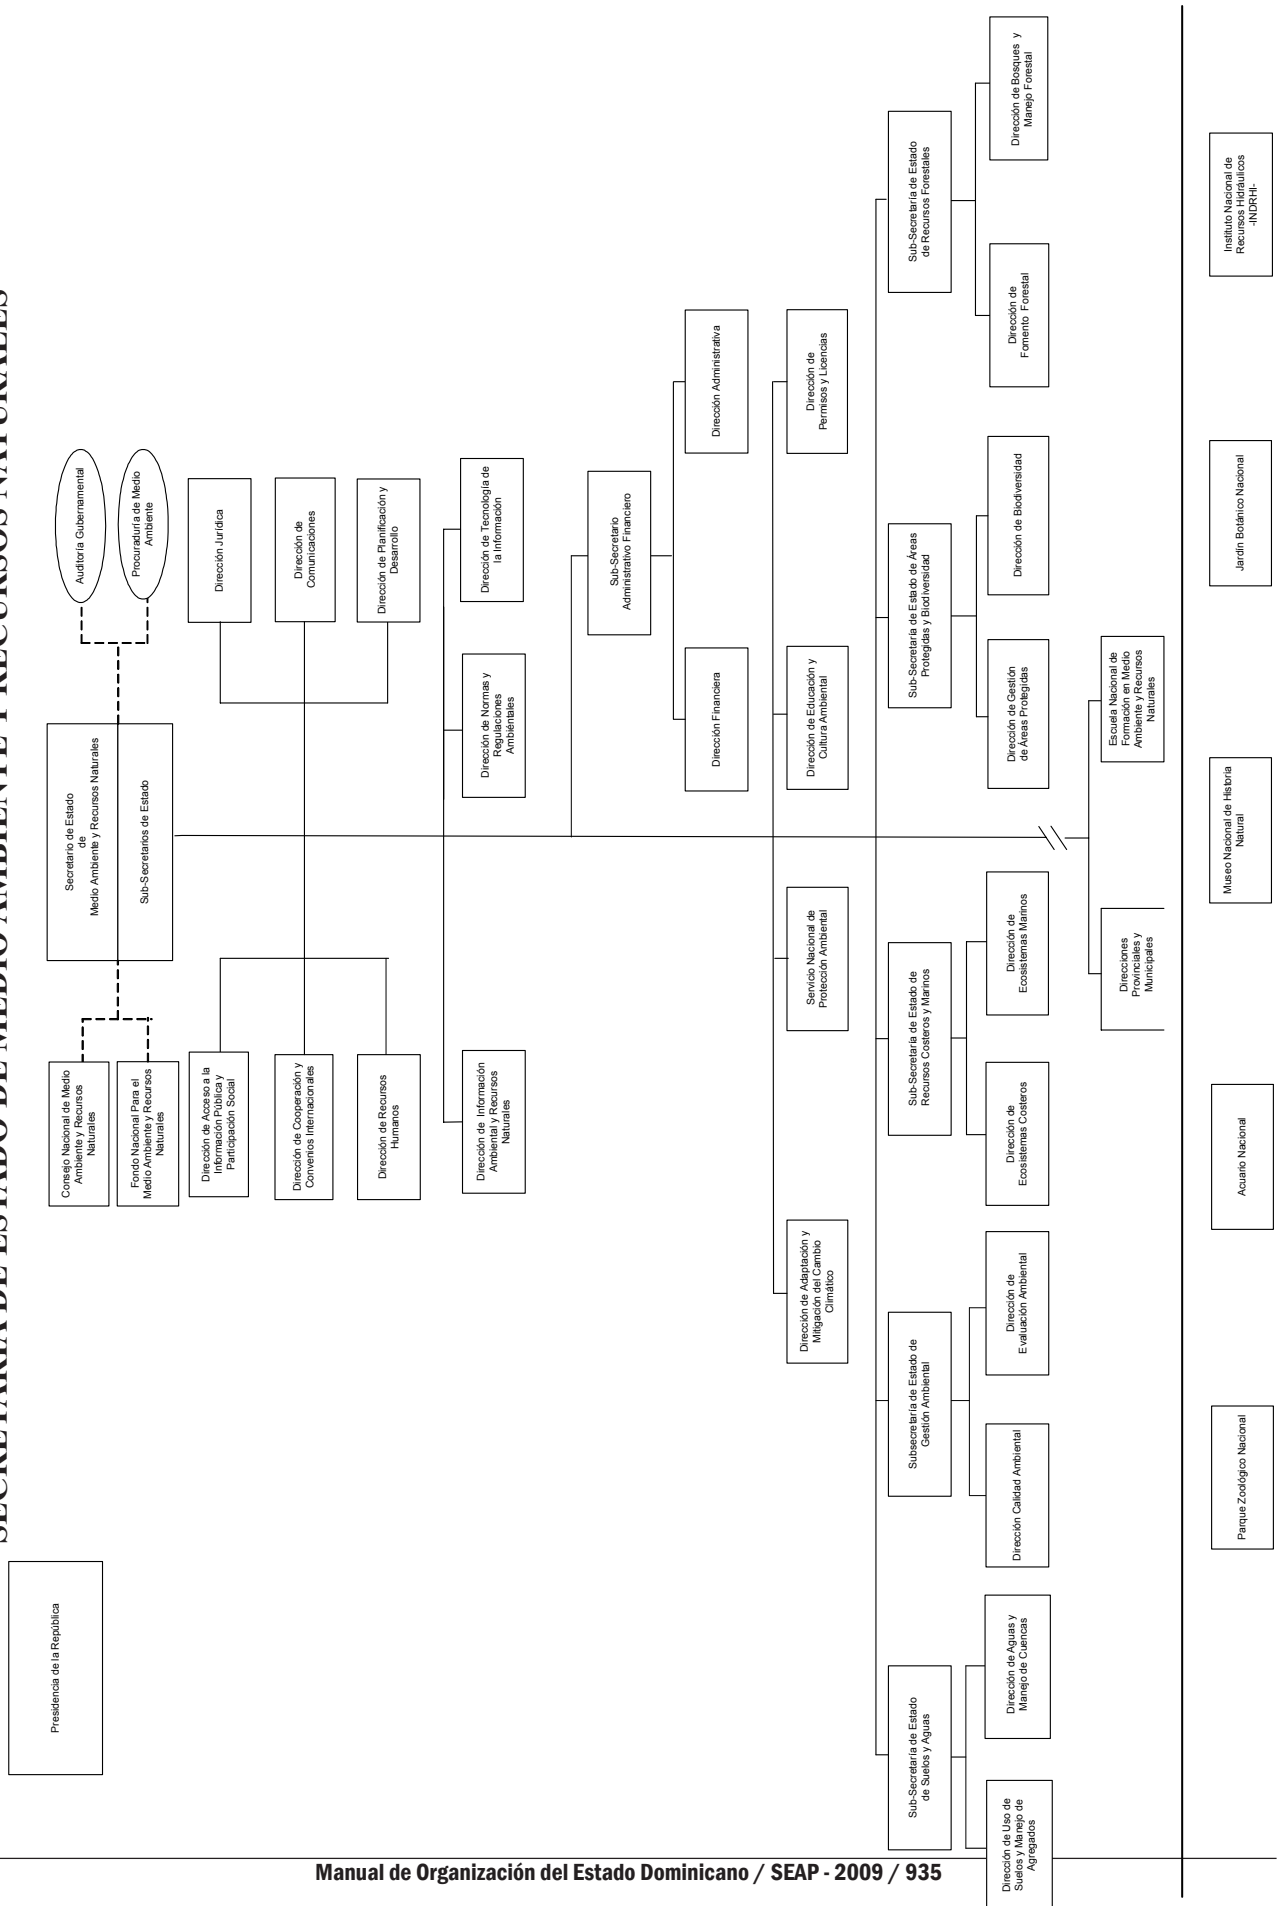 SECRETARÍA DE ESTADO DE MEDIO AMBIENTE Y RECURSOS NATURALES
Presidencia de la República
Consejo Nacional de Medio
Ambiente y Recursos
Naturales
Fondo Nacional Para el
Medio Ambiente y Recursos
Naturales
Secretario de Estado
de
Medio Ambiente y Recursos Naturales
Sub-Secretarios de Estado
Auditoría Gubernamental
Procuraduría de Medio
Ambiente
Dirección de Acceso a la
Información Pública y
Participación Social
Dirección Jurídica
Dirección de Cooperación y
Convenios Internacionales
Dirección de
Comunicaciones
Dirección de Recursos
Humanos
Dirección de Planificación y
Desarrollo
Dirección de Información
Ambiental y Recursos
Naturales
Dirección de Normas y
Regulaciones
Ambiéntales
Dirección de Tecnología de
la Información
Sub-Secretario
Administrativo Financiero
Dirección Financiera
Dirección Administrativa
Dirección de Adaptación y
Mitigación del Cambio
Climático
Servicio Nacional de
Protección Ambiental
Dirección de Educación y
Cultura Ambiental
Dirección de
Permisos y Licencias
Sub-Secretaría de Estado
de Suelos y Aguas
Subsecretaría de Estado de
Gestión Ambiental
Sub-Secretaría de Estado de
Recursos Costeros y Marinos
Sub-Secretaría de Estado de Áreas
Protegidas y Biodiversidad
Sub-Secretaría de Estado
de Recursos Forestales
Dirección de Uso de
Suelos y Manejo de
Agregados
Dirección de Aguas y
Manejo de Cuencas
Dirección Calidad Ambiental
Dirección de
Evaluación Ambiental
Dirección de
Ecosistemas Costeros
Dirección de
Ecosistemas Marinos
Dirección de Gestión
de Áreas Protegidas
Dirección de Biodiversidad
Dirección de
Fomento Forestal
Dirección de Bosques y
Manejo Forestal
Direcciones
Provinciales y
Municipales
Escuela Nacional de
Formación en Medio
Ambiente y Recursos
Naturales
Parque Zoológico Nacional
Acuario Nacional
Museo Nacional de Historia
Natural
Jardín Botánico Nacional
Instituto Nacional de
Recursos Hidráulicos
-INDRHI-
Manual de Organización del Estado Dominicano / SEAP - 2009 / 935